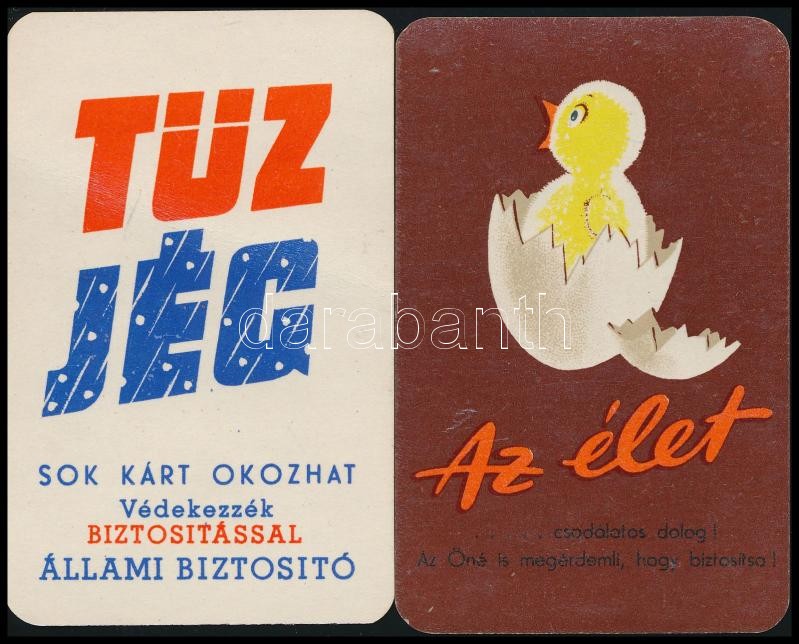 TŰZ
JÉG
SOK KÁRT OKOZHAT
Védekezzék
BIZTOSITÁSSAL
ÁLLAMI BIZTOSITÓ
Az élet
......csodálatos dolog!
Az Öné is megérdemli, hogy biztosítsa!
darabanth